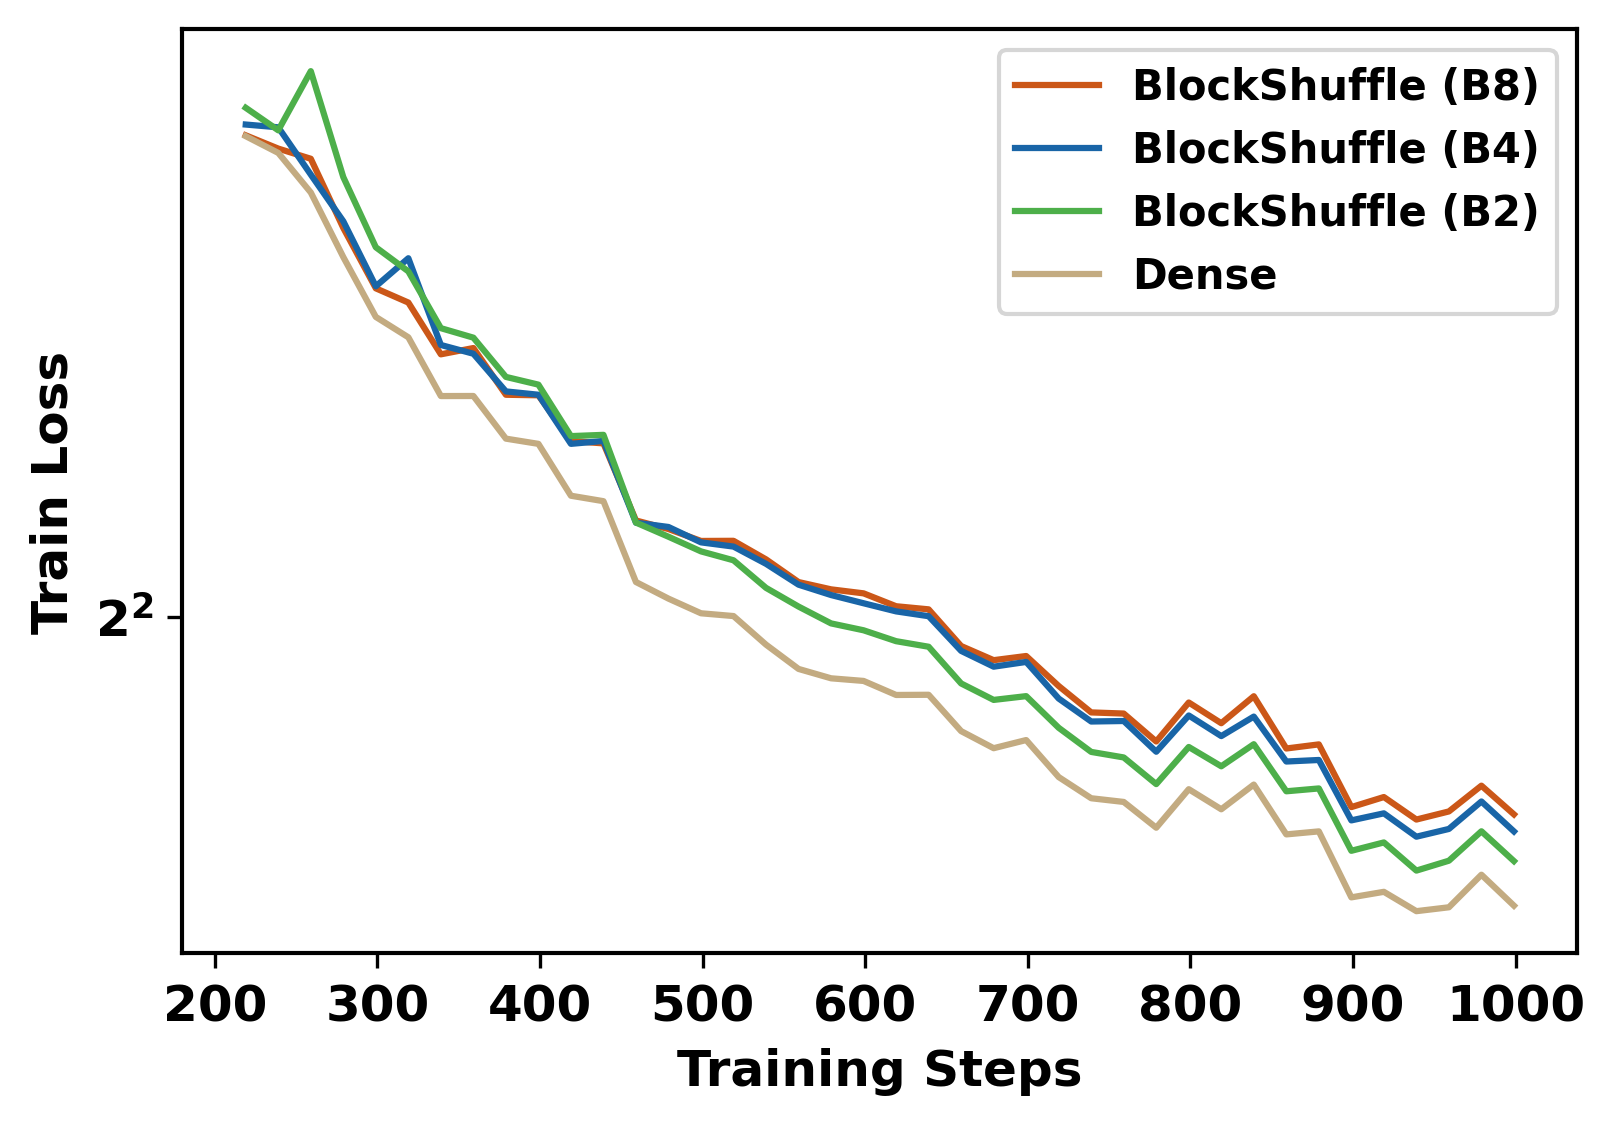 BlockShuffle (B8)
BlockShuffle (B4)
BlockShuffle (B2)
Dense
Train Loss
2²
200 300 400 500 600 700 800 900 1000
Training Steps